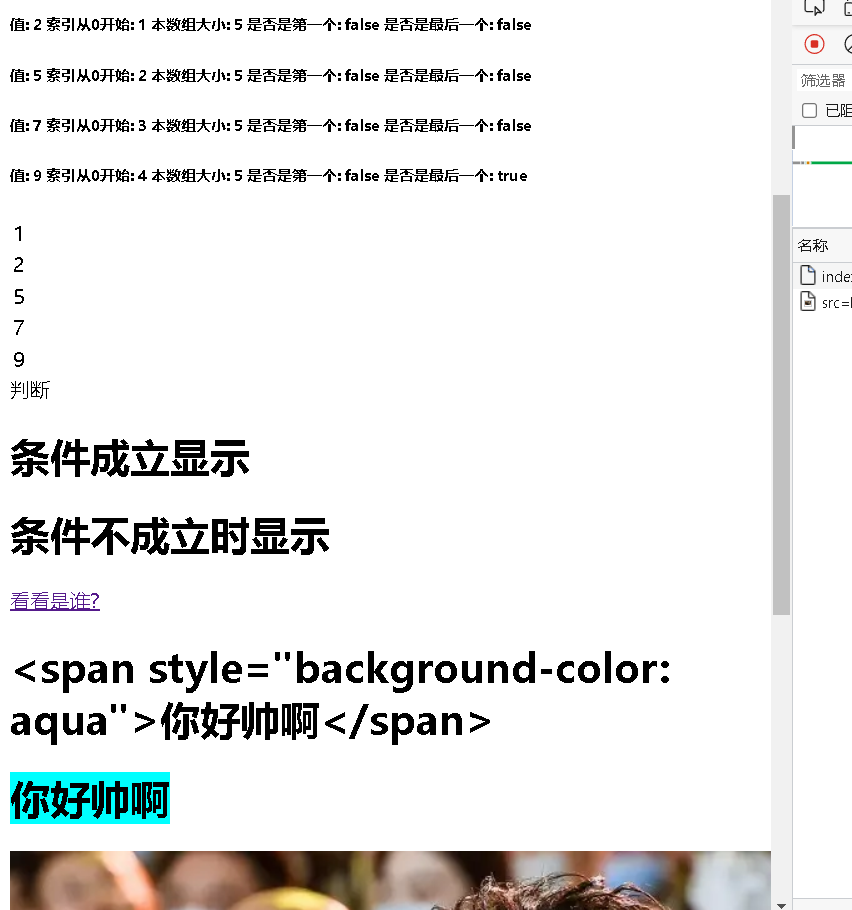 值: 2 索引从0开始: 1 本数组大小: 5 是否是第一个: false 是否是最后一个: false
值: 5 索引从0开始: 2 本数组大小: 5 是否是第一个: false 是否是最后一个: false
值: 7 索引从0开始: 3 本数组大小: 5 是否是第一个: false 是否是最后一个: false
值: 9 索引从0开始: 4 本数组大小: 5 是否是第一个: false 是否是最后一个: true
1
2
5
7
9
判断
条件成立显示
条件不成立时显示
看看是谁?
<span style="background-color:
aqua">你好帅啊</span>
你好帅啊
筛选器
已阻
名称
inde
src=